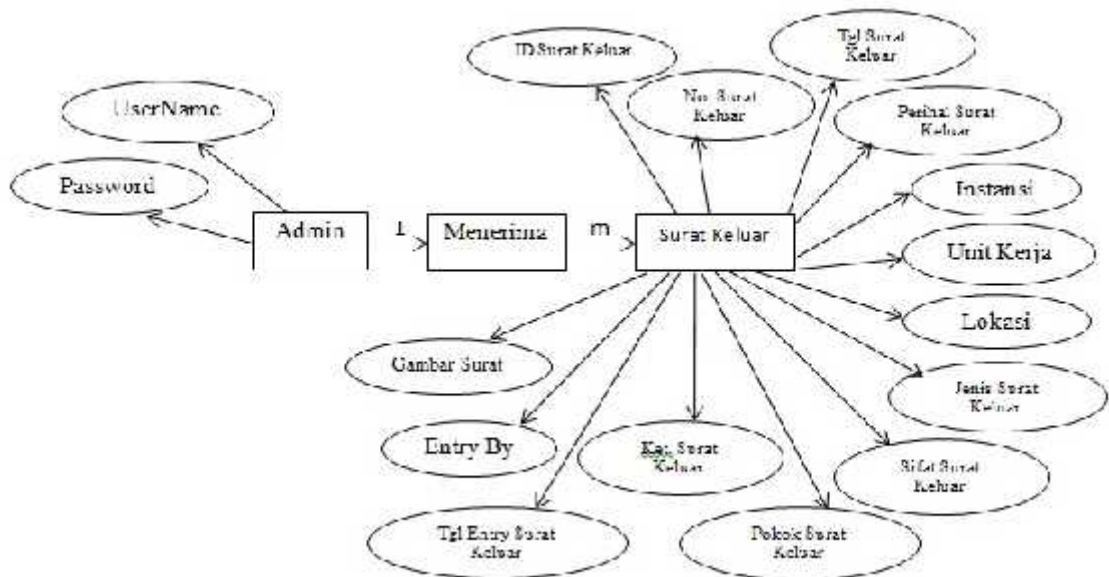 ID Surat Keluar
Tgl Surat
Keluar
No. Surat
Keluar
UserName
Perihal Surat
Keluar
Password
Instansi
Admin
1
Menerima
m
Surat Keluar
Unit Kerja
Lokasi
Gambar Surat
Jenis Surat
Keluar
Entry By
Kat. Surat
Keluar
Sifat Surat
Keluar
Tgl Entry Surat
Keluar
Pokok Surat
Keluar